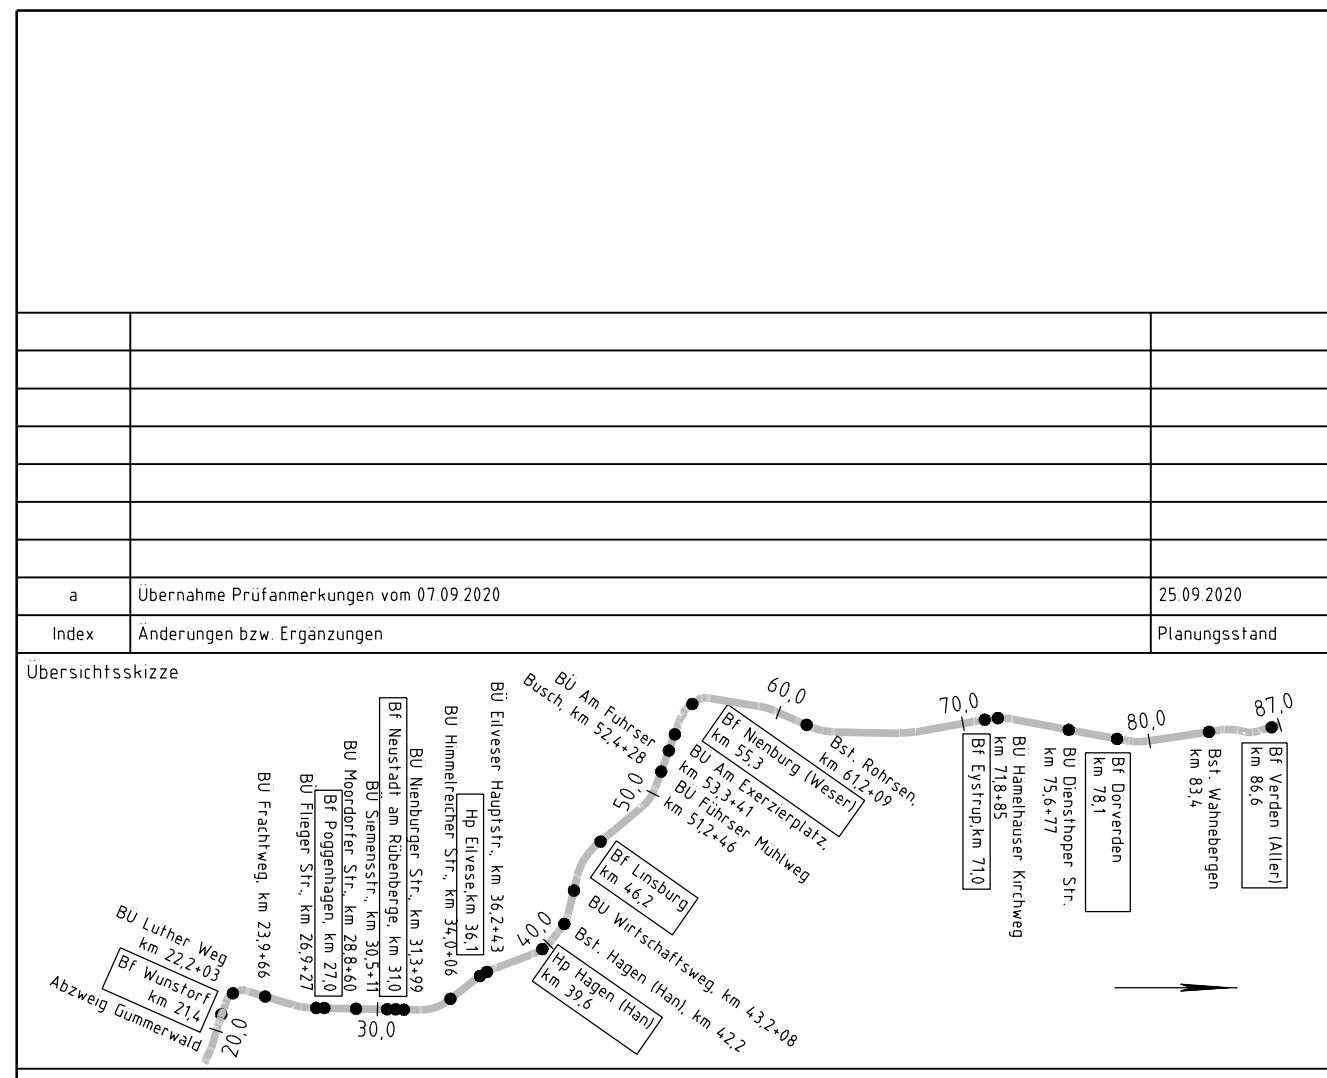 a
Übernahme Prüfanmerkungen vom 07.09.2020
25.09.2020
Index
Änderungen bzw. Ergänzungen
Planungsstand
Übersichtsskizze
Abzweig Gummerwald
20,0
Bf Wunstorf
km 21,4
BÜ Luther Weg
km 22,2+03
BÜ Frachtweg, km 23,9+66
BÜ Flieger Str., km 26,9+27
Bf Poggenhagen, km 27,0
BÜ Moordorfer Str., km 28,8+60
30,0
BÜ Siemensstr., km 30,5+11
Bf Neustadt am Rübenberge, km 31,0
BÜ Nienburger Str., km 31,3+99
BÜ Himmelreicher Str., km 34,0+06
Hp Eilvese,km 36,1
BÜ Eilveser Hauptstr., km 36,2+43
Hp Hagen (Han)
km 39,6
40,0
Bst. Hagen (Han), km 42,2
BÜ Wirtschaftsweg, km 43,2+08
Bf Linsburg
km 46,2
50,0
BÜ Führser Mühlweg
km 51,2+46
BÜ Am Führser
Busch, km 52,4+28
BÜ Am Exerzierplatz,
km 53,3+41
Bf Nienburg (Weser)
km 55,3
60,0
Bst. Rohrsen,
km 61,2+09
70,0
Bf Eystrup,km 71,0
BÜ Hämelhäuser Kirchweg
km 71,8+85
BÜ Diensthoper Str.
km 75,6+77
Bf Dörverden
km 78,1
80,0
Bst. Wahnebergen
km 83,4
Bf Verden (Aller)
km 86,6
87,0